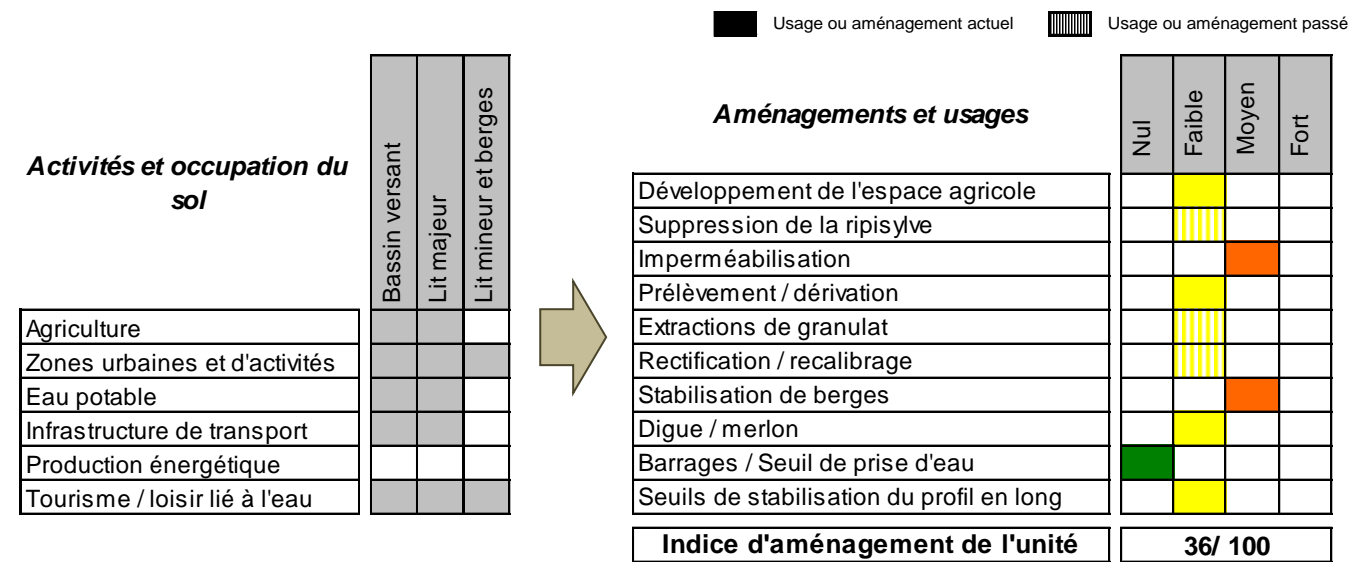 Usage ou aménagement actuel
Usage ou aménagement passé
Activités et occupation du
sol
Bassin versant
Lit majeur
Lit mineur et berges
Agriculture
Zones urbaines et d'activités
Eau potable
Infrastructure de transport
Production énergétique
Tourisme / loisir lié à l'eau
Aménagements et usages
Nul
Faible
Moyen
Fort
Développement de l'espace agricole
Suppression de la ripisylve
Imperméabilisation
Prélèvement / dérivation
Extractions de granulat
Rectification / recalibrage
Stabilisation de berges
Digue / merlon
Barrages / Seuil de prise d'eau
Seuils de stabilisation du profil en long
Indice d'aménagement de l'unité
36/ 100